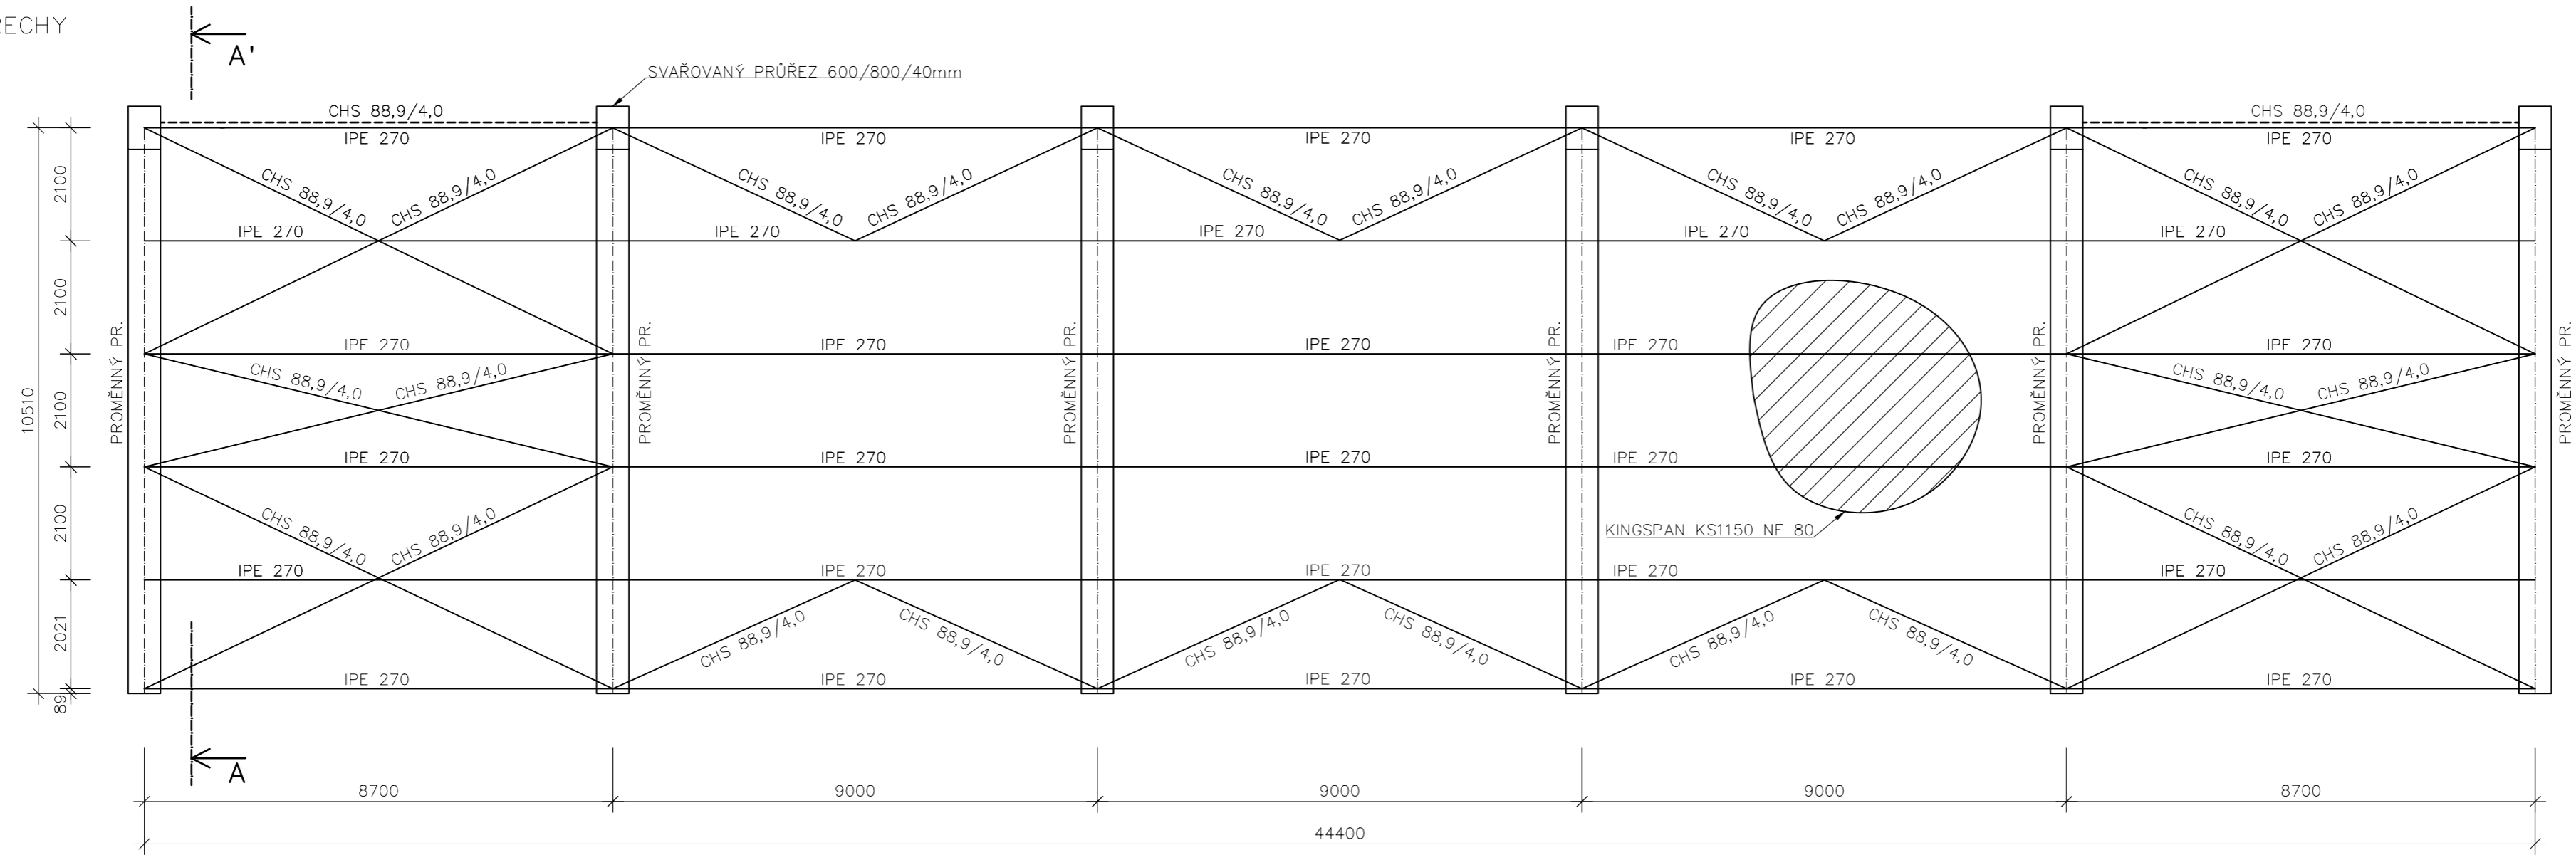 ŘECHY
A'
SVAŘOVANÝ PRŮŘEZ 600/800/40mm
CHS 88,9/4,0
CHS 88,9/4,0
IPE 270
IPE 270
IPE 270
IPE 270
IPE 270
2100
CHS 88,9/4,0
CHS 88,9/4,0
CHS 88,9/4,0
CHS 88,9/4,0
CHS 88,9/4,0
CHS 88,9/4,0
CHS 88,9/4,0
CHS 88,9/4,0
CHS 88,9/4,0
CHS 88,9/4,0
IPE 270
IPE 270
IPE 270
IPE 270
IPE 270
2100
PROMĚNNÝ PR.
PROMĚNNÝ PR.
PROMĚNNÝ PR.
PROMĚNNÝ PR.
PROMĚNNÝ PR.
PROMĚNNÝ PR.
IPE 270
IPE 270
IPE 270
IPE 270
IPE 270
10510
2100
CHS 88,9/4,0
CHS 88,9/4,0
CHS 88,9/4,0
CHS 88,9/4,0
IPE 270
IPE 270
IPE 270
IPE 270
IPE 270
2100
CHS 88,9/4,0
CHS 88,9/4,0
KINGSPAN KS1150 NF 80
CHS 88,9/4,0
CHS 88,9/4,0
IPE 270
IPE 270
IPE 270
IPE 270
IPE 270
2021
CHS 88,9/4,0
CHS 88,9/4,0
CHS 88,9/4,0
CHS 88,9/4,0
CHS 88,9/4,0
CHS 88,9/4,0
IPE 270
IPE 270
IPE 270
IPE 270
IPE 270
89
A
8700
9000
9000
9000
8700
44400